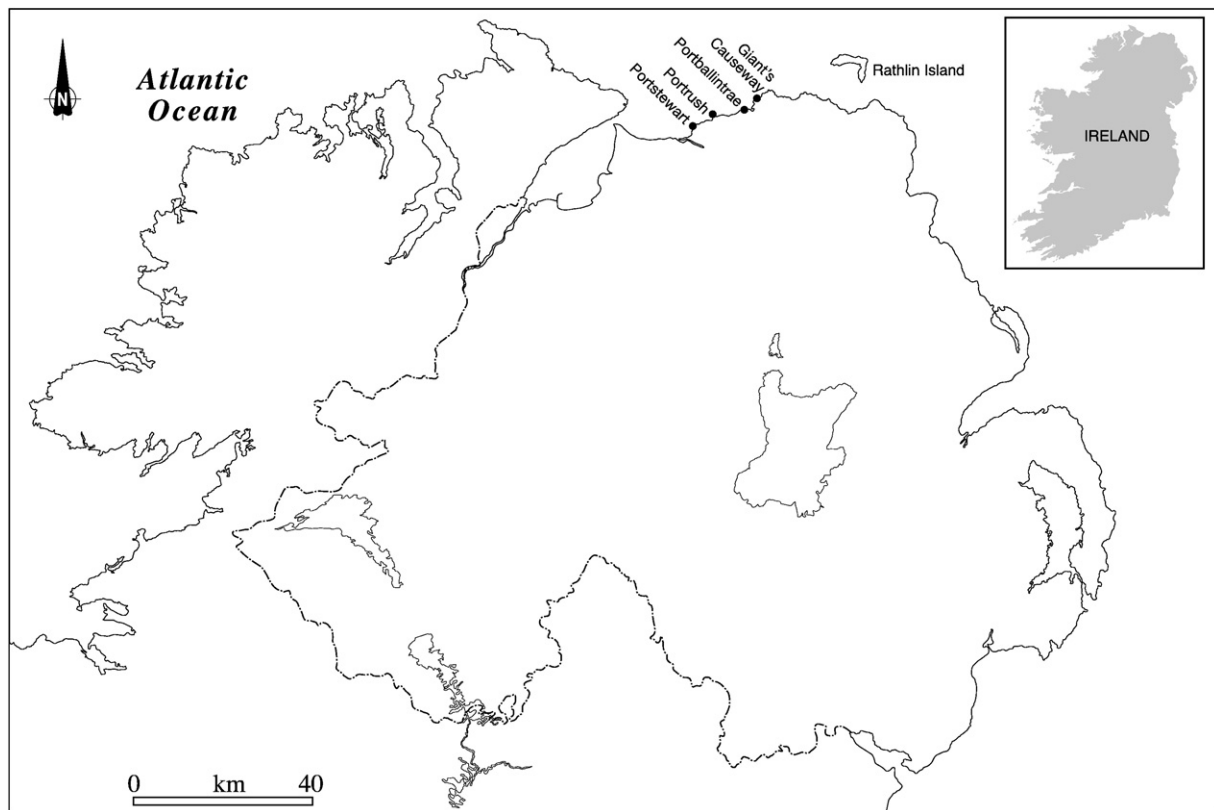 Atlantic
Ocean
N
Portstewart
Portrush
Portballintrae
Giant's
Causeway
Rathlin Island
IRELAND
0 km 40